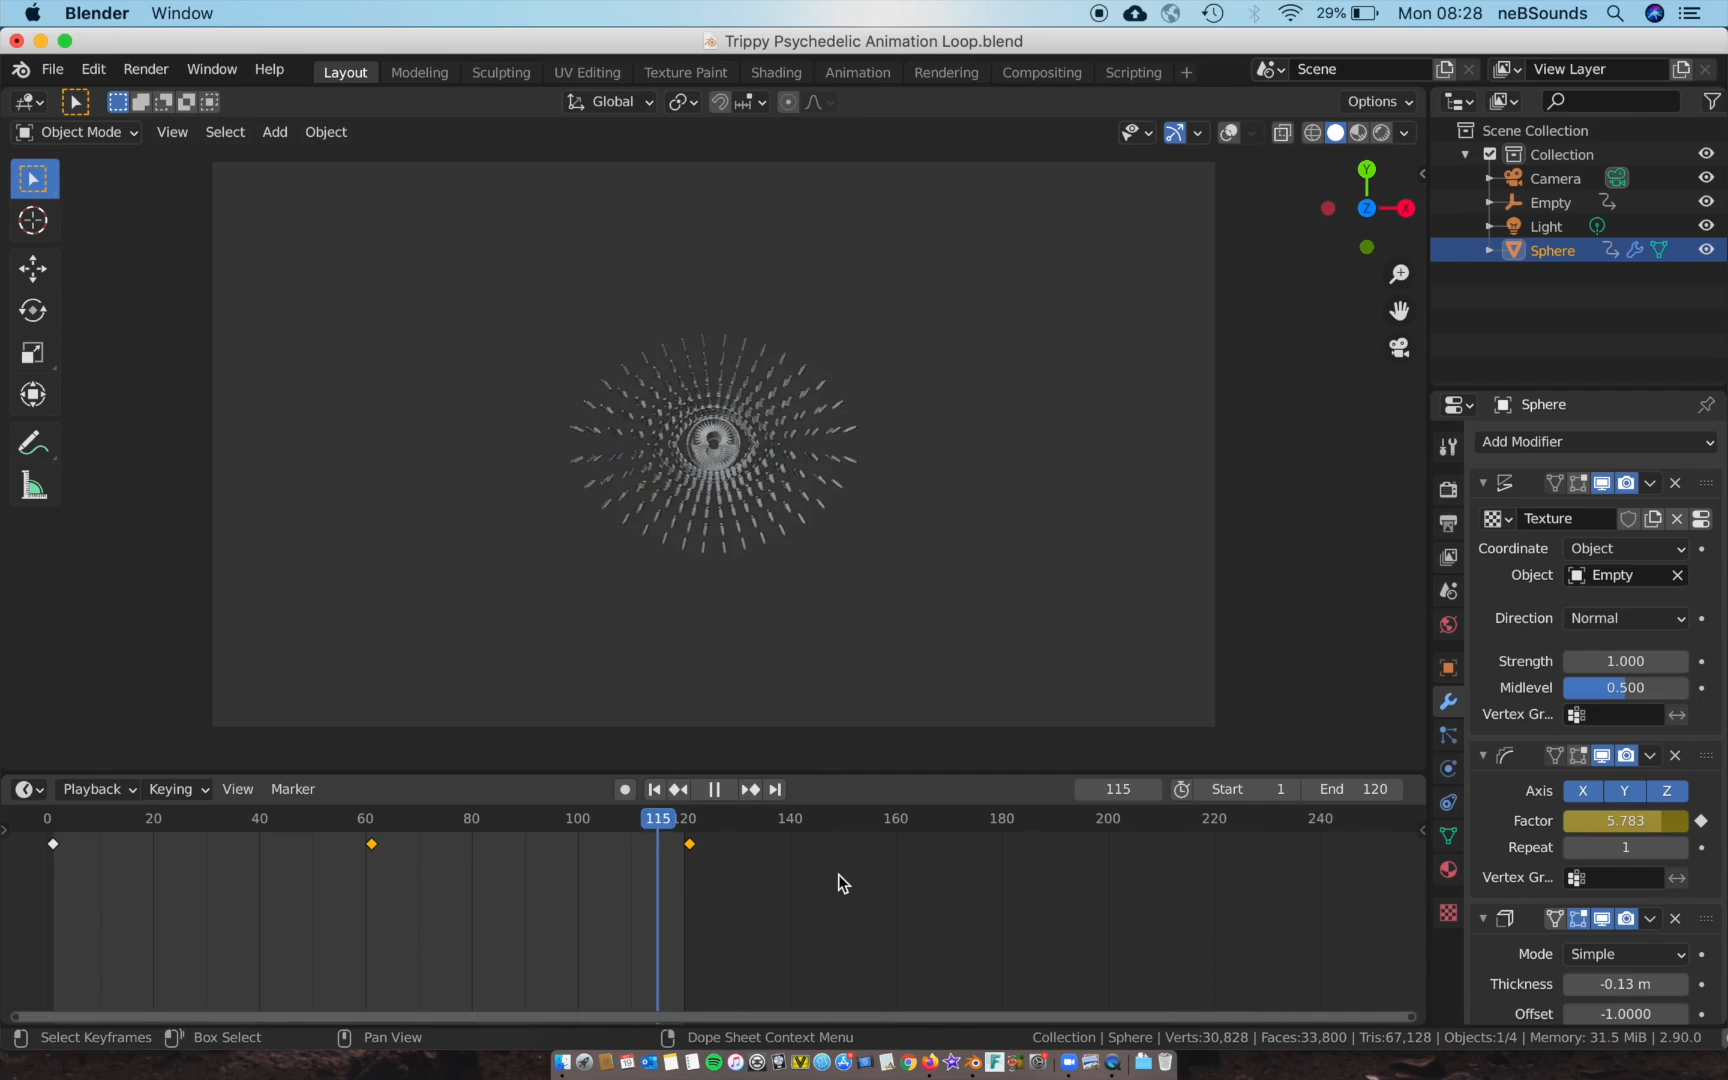 Blender Window 29% Mon 08:28 neBSounds
Trippy Psychedelic Animation Loop.blend
File Edit Render Window Help Layout Modeling Sculpting UV Editing Texture Paint Shading Animation Rendering Compositing Scripting + Scene View Layer
Global Options
Object Mode View Select Add Object
Scene Collection
Collection
Camera
Empty
Light
Sphere
Y
Z
X
Sphere
Add Modifier
Texture
Coordinate Object
Object Empty
Direction Normal
Strength 1.000
Midlevel 0.500
Vertex Gr...
Axis X Y Z
Factor 5.783
Repeat 1
Vertex Gr...
Mode Simple
Thickness -0.13 m
Offset -1.0000
Playback Keying View Marker 115 Start 1 End 120
0 20 40 60 80 100 115 20 140 160 180 200 220 240
Select Keyframes Box Select Pan View Dope Sheet Context Menu Collection | Sphere | Verts:30,828 | Faces:33,800 | Tris:67,128 | Objects:1/4 | Memory: 31.5 MiB | 2.90.0